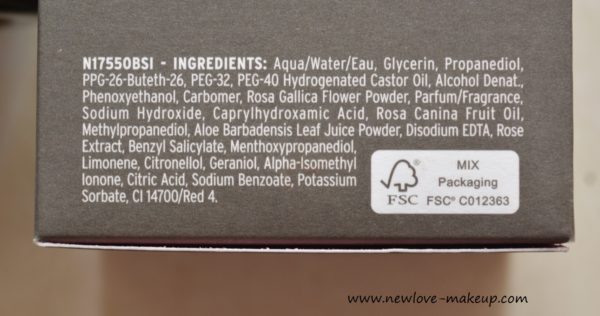 N17550BSI - INGREDIENTS: Aqua/Water/Eau, Glycerin, Propanediol,
PPG-26-Buteth-26, PEG-32, PEG-40 Hydrogenated Castor Oil, Alcohol Denat.,
Phenoxyethanol, Carbomer, Rosa Gallica Flower Powder, Parfum/Fragrance,
Sodium Hydroxide, Caprylhydroxamic Acid, Rosa Canina Fruit Oil,
Methylpropanediol, Aloe Barbadensis Leaf Juice Powder, Disodium EDTA, Rose
Extract, Benzyl Salicylate, Menthoxypropanediol,
Limonene, Citronellol, Geraniol, Alpha-Isomethyl
Ionone, Citric Acid, Sodium Benzoate, Potassium
Sorbate, CI 14700/Red 4.
FSC
MIX
Packaging
FSC® C012363
www.newlove-makeup.com